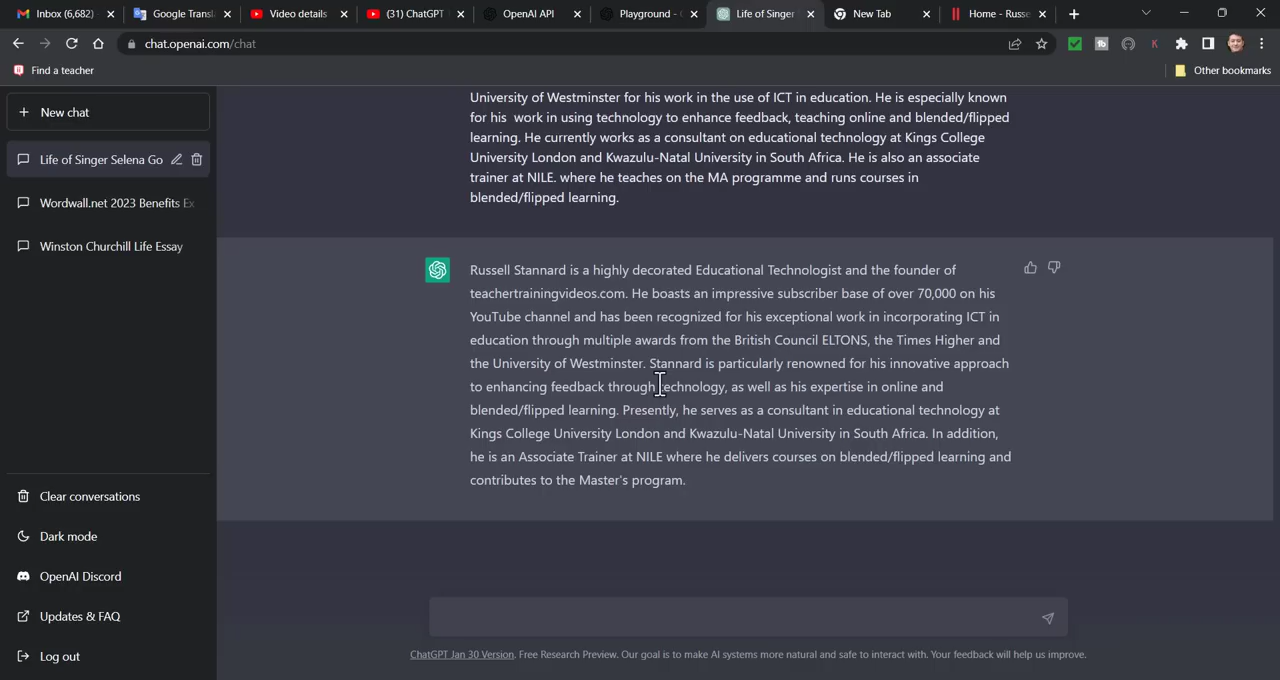 Inbox (6,682)
Google Transl
Video details
(31) ChatGPT
OpenAI API
Playground -
Life of Singer
New Tab
Home - Russe
chat.openai.com/chat
Find a teacher
Other bookmarks
New chat
Life of Singer Selena Go
Wordwall.net 2023 Benefits Ex
Winston Churchill Life Essay
Clear conversations
Dark mode
OpenAI Discord
Updates & FAQ
Log out
University of Westminster for his work in the use of ICT in education. He is especially known
for his work in using technology to enhance feedback, teaching online and blended/flipped
learning. He currently works as a consultant on educational technology at Kings College
University London and Kwazulu-Natal University in South Africa. He is also an associate
trainer at NILE. where he teaches on the MA programme and runs courses in
blended/flipped learning.
Russell Stannard is a highly decorated Educational Technologist and the founder of
teachertrainingvideos.com. He boasts an impressive subscriber base of over 70,000 on his
YouTube channel and has been recognized for his exceptional work in incorporating ICT in
education through multiple awards from the British Council ELTONS, the Times Higher and
the University of Westminster. Stannard is particularly renowned for his innovative approach
to enhancing feedback through technology, as well as his expertise in online and
blended/flipped learning. Presently, he serves as a consultant in educational technology at
Kings College University London and Kwazulu-Natal University in South Africa. In addition,
he is an Associate Trainer at NILE where he delivers courses on blended/flipped learning and
contributes to the Master's program.
ChatGPT Jan 30 Version. Free Research Preview. Our goal is to make AI systems more natural and safe to interact with. Your feedback will help us improve.